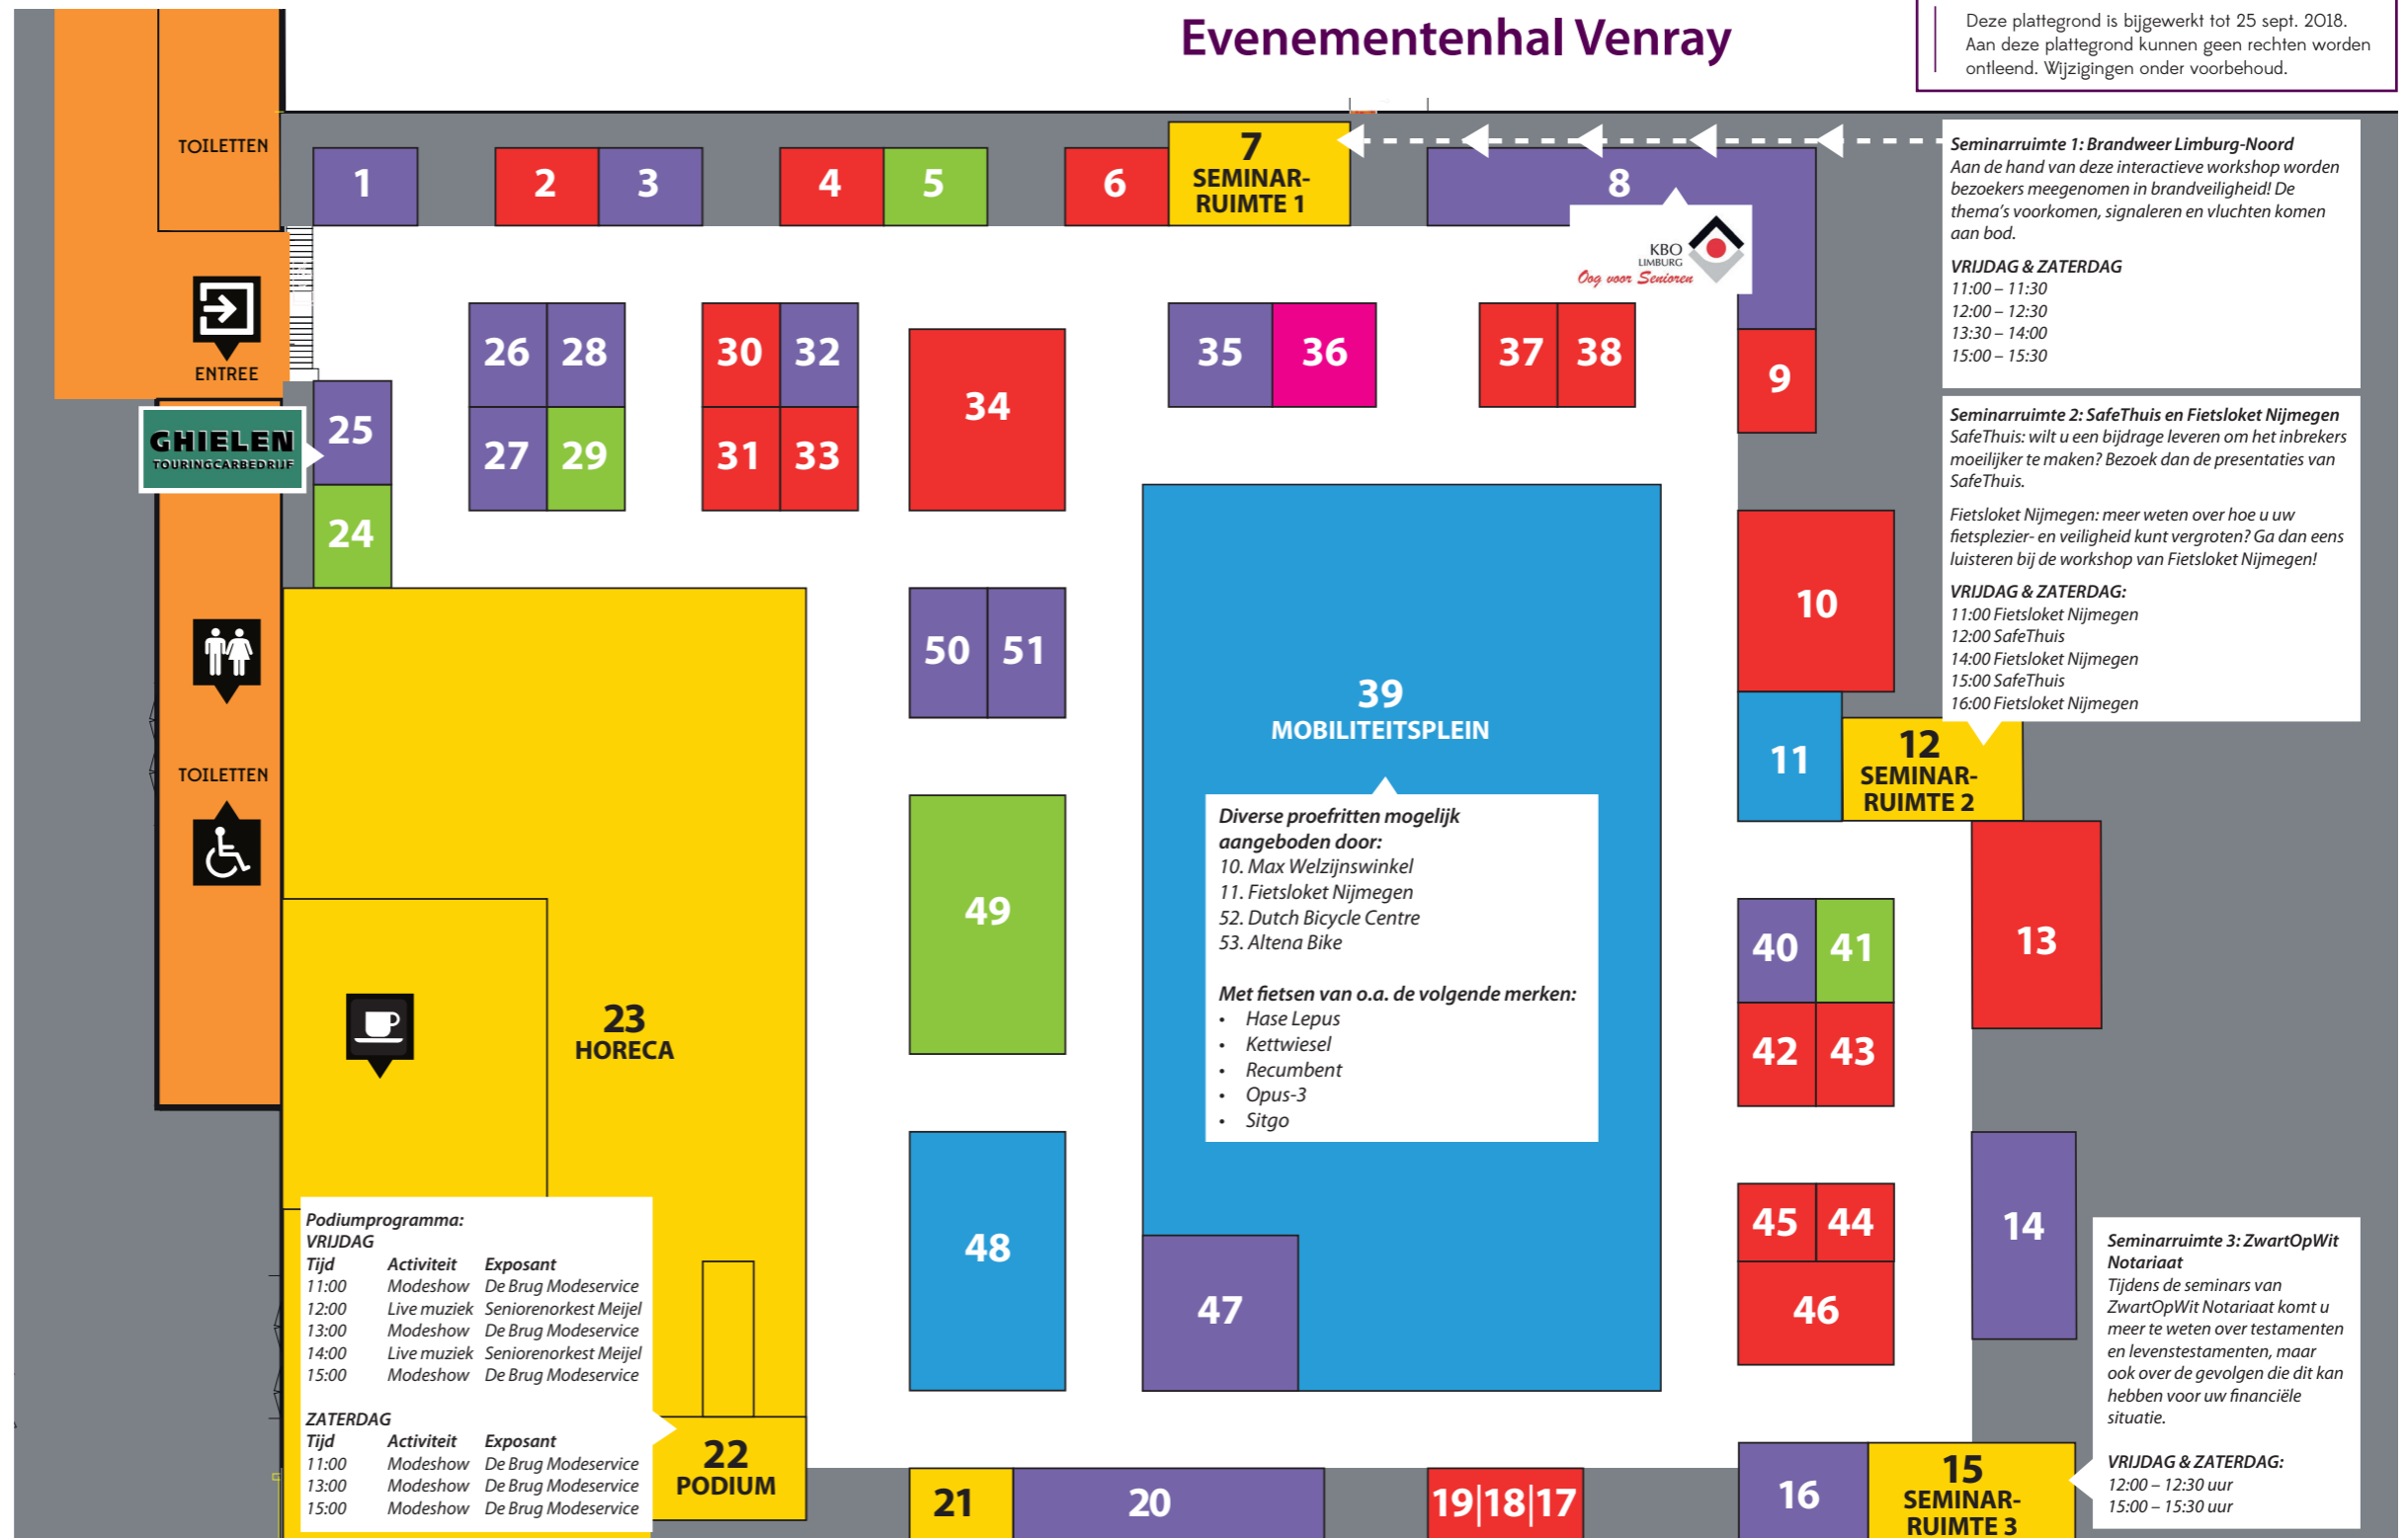 Evenementenhal Venray
Deze plattegrond is bijgewerkt tot 25 sept. 2018.
Aan deze plattegrond kunnen geen rechten worden
ontleend. Wijzigingen onder voorbehoud.
TOILETTEN
1
2
3
4
5
6
7
SEMINAR-
RUIMTE 1
8
KBO
LIMBURG
Oog voor Senioren
Seminarruimte 1: Brandweer Limburg-Noord
Aan de hand van deze interactieve workshop worden
bezoekers meegenomen in brandveiligheid! De
thema's voorkomen, signaleren en vluchten komen
aan bod.
VRIJDAG & ZATERDAG
11:00 – 11:30
12:00 – 12:30
13:30 – 14:00
15:00 – 15:30
ENTREE
26
28
30
32
34
35
36
37
38
9
GHIELEN
TOURINGCARBEDRIJF
25
27
29
31
33
24
Seminarruimte 2: SafeThuis en Fietsloket Nijmegen
SafeThuis: wilt u een bijdrage leveren om het inbrekers
moeilijker te maken? Bezoek dan de presentaties van
SafeThuis.
Fietsloket Nijmegen: meer weten over hoe u uw
fietsplezier- en veiligheid kunt vergroten? Ga dan eens
luisteren bij de workshop van Fietsloket Nijmegen!
VRIJDAG & ZATERDAG:
11:00 Fietsloket Nijmegen
12:00 SafeThuis
14:00 Fietsloket Nijmegen
15:00 SafeThuis
16:00 Fietsloket Nijmegen
10
50
51
39
MOBILITEITSPLEIN
11
12
SEMINAR-
RUIMTE 2
TOILETTEN
Diverse proefritten mogelijk
aangeboden door:
10. Max Welzijnswinkel
11. Fietsloket Nijmegen
52. Dutch Bicycle Centre
53. Altena Bike
Met fietsen van o.a. de volgende merken:
• Hase Lepus
• Kettwiesel
• Recumbent
• Opus-3
• Sitgo
49
40
41
13
42
43
23
HORECA
48
47
45
44
46
14
Podiumprogramma:
VRIJDAG
Tijd Activiteit Exposant
11:00 Modeshow De Brug Modeservice
12:00 Live muziek Seniorenorkest Meijel
13:00 Modeshow De Brug Modeservice
14:00 Live muziek Seniorenorkest Meijel
15:00 Modeshow De Brug Modeservice
ZATERDAG
Tijd Activiteit Exposant
11:00 Modeshow De Brug Modeservice
13:00 Modeshow De Brug Modeservice
15:00 Modeshow De Brug Modeservice
22
PODIUM
21
20
19|18|17
16
15
SEMINAR-
RUIMTE 3
Seminarruimte 3: ZwartOpWit
Notariaat
Tijdens de seminars van
ZwartOpWit Notariaat komt u
meer te weten over testamenten
en levenstestamenten, maar
ook over de gevolgen die dit kan
hebben voor uw financiële
situatie.
VRIJDAG & ZATERDAG:
12:00 – 12:30 uur
15:00 – 15:30 uur